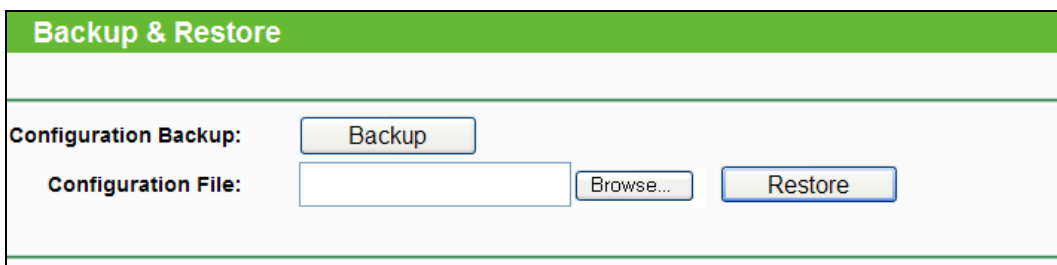 Backup & Restore
Configuration Backup: Backup
Configuration File: Browse... Restore